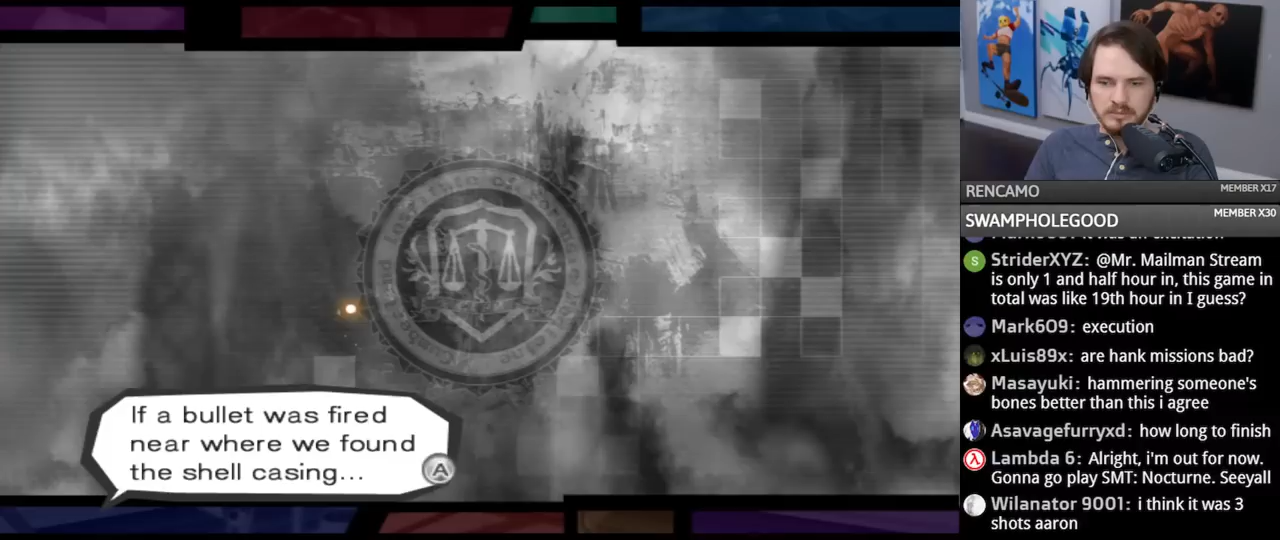 If a bullet was fired
near where we found
the shell casing...
A
RENCAMO
MEMBER X17
SWAMPHOLEGOOD
MEMBER X30
StriderXYZ: @Mr. Mailman Stream
is only 1 and half hour in, this game in
total was like 19th hour in I guess?
Mark609: execution
xLuis89x: are hank missions bad?
Masayuki: hammering someone's
bones better than this i agree
Asavagefurryxd: how long to finish
Lambda 6: Alright, i'm out for now.
Gonna go play SMT: Nocturne. Seeyall
Wilanator 9001: i think it was 3
shots aaron